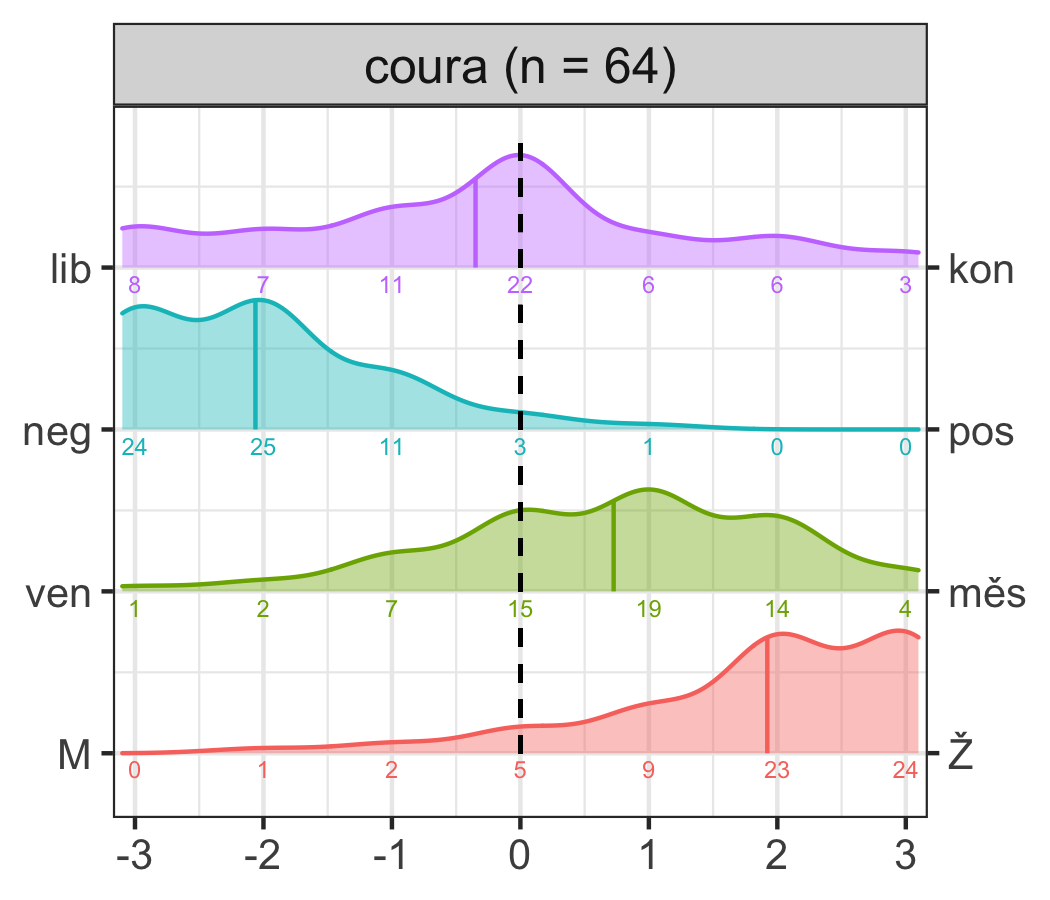 coura (n = 64)
lib kon
8 7 11 22 6 6 3
neg pos
24 25 11 3 1 0 0
ven měs
1 2 7 15 19 14 4
M Ž
0 1 2 5 9 23 24
-3 -2 -1 0 1 2 3